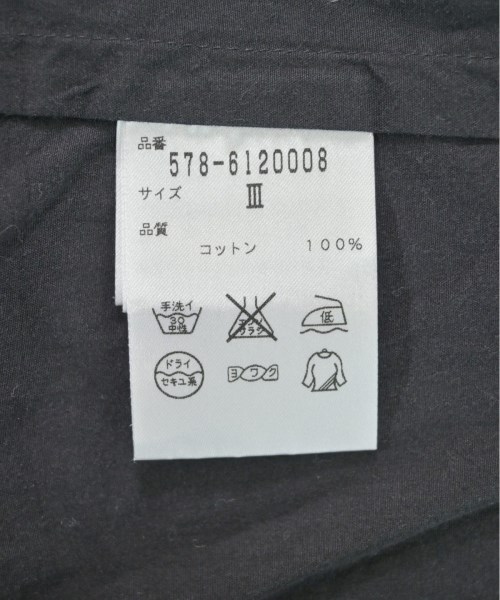 品番
578-6120008
サイズ
III
品質
コットン 100%
手洗イ
30
中性
エンソ
サラシ
低
ドライ
セキユ系
ヨワク